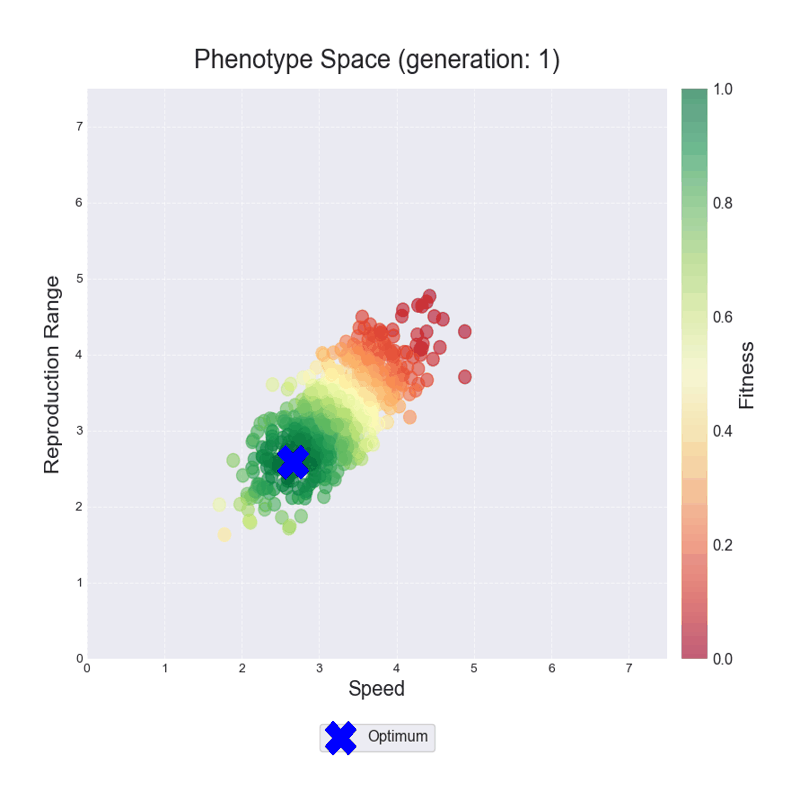 Phenotype Space (generation: 1)
Reproduction Range
7
6
5
4
3
2
1
0
0 1 2 3 4 5 6 7
Speed
1.0
0.8
0.6
0.4
0.2
0.0
Fitness
Optimum